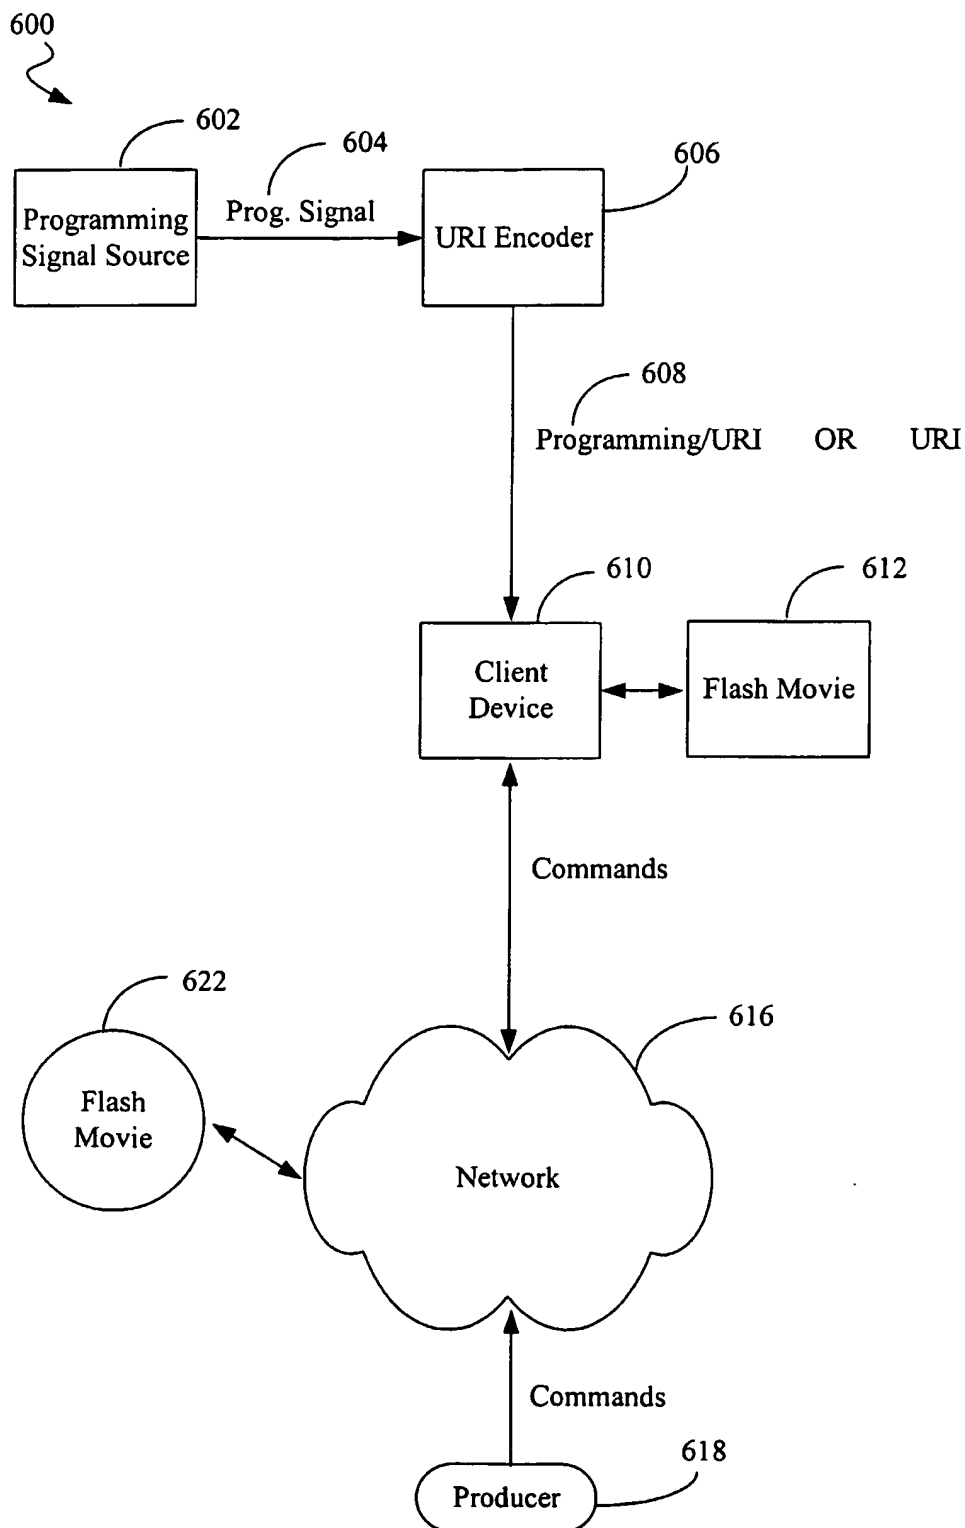 600
602
604
606
Programming
Signal Source
Prog. Signal
URI Encoder
608
Programming/URI OR URI
610
612
Client
Device
Flash Movie
Commands
622
616
Flash
Movie
Network
Commands
618
Producer